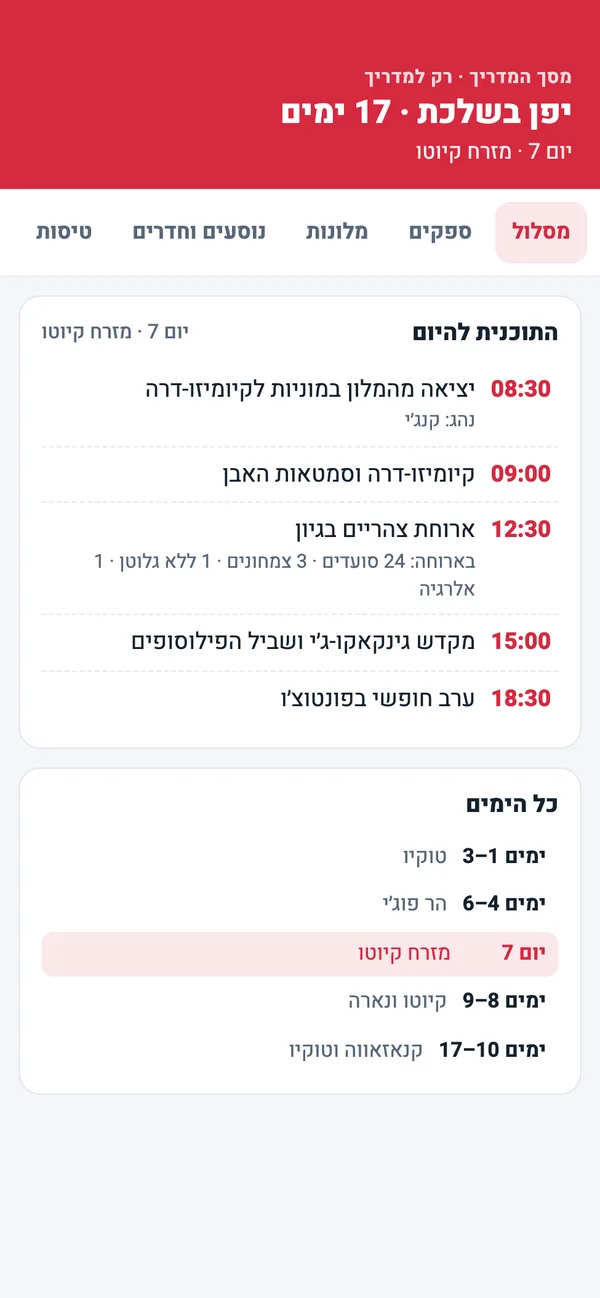 מסך המדריך · רק למדריך
יפן בשלכת · 17 ימים
יום 7 · מזרח קיוטו
מסלול
ספקים
מלונות
נוסעים וחדרים
טיסות
התוכנית להיום
יום 7 · מזרח קיוטו
08:30 יציאה מהמלון במוניות לקיומיזו-דרה
נהג: קנג׳י
09:00 קיומיזו-דרה וסמטאות האבן
12:30 ארוחת צהריים בגיון
בארוחה: 24 סועדים · 3 צמחונים · 1 ללא גלוטן · 1
אלרגיה
15:00 מקדש גינקאקו-ג׳י ושביל הפילוסופים
18:30 ערב חופשי בפונטוצ׳ו
כל הימים
ימים 1–3 טוקיו
ימים 4–6 הר פוג׳י
יום 7 מזרח קיוטו
ימים 8–9 קיוטו ונארה
ימים 10–17 קנאזאווה וטוקיו